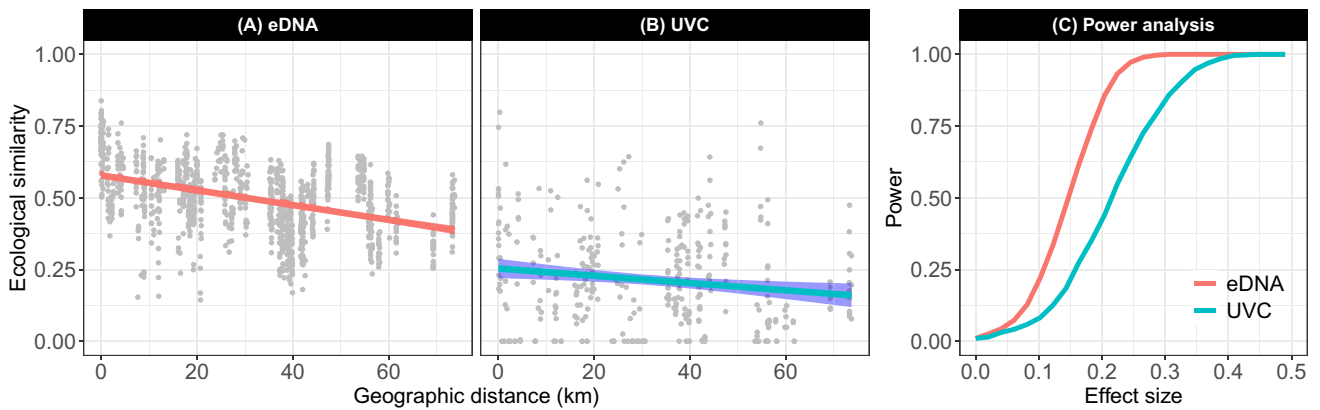 (A) eDNA
(B) UVC
(C) Power analysis
Ecological similarity
1.00
0.75
0.50
0.25
0.00
0 20 40 60
0 20 40 60
Geographic distance (km)
Power
1.00
0.75
0.50
0.25
0.00
eDNA
UVC
0.0 0.1 0.2 0.3 0.4 0.5
Effect size